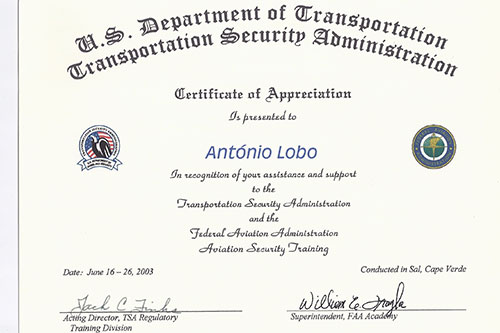 U.S. Department of Transportation
Transportation Security Administration
Certificate of Appreciation
Is presented to
António Lobo
In recognition of your assistance and support
to the
Transportation Security Administration
and the
Federal Aviation Administration
Aviation Security Training
Date: June 16 - 26, 2003
Conducted in Sal, Cape Verde
Jack C.
William E.
Acting Director, TSA Regulatory
Training Division
Superintendent, FAA Academy